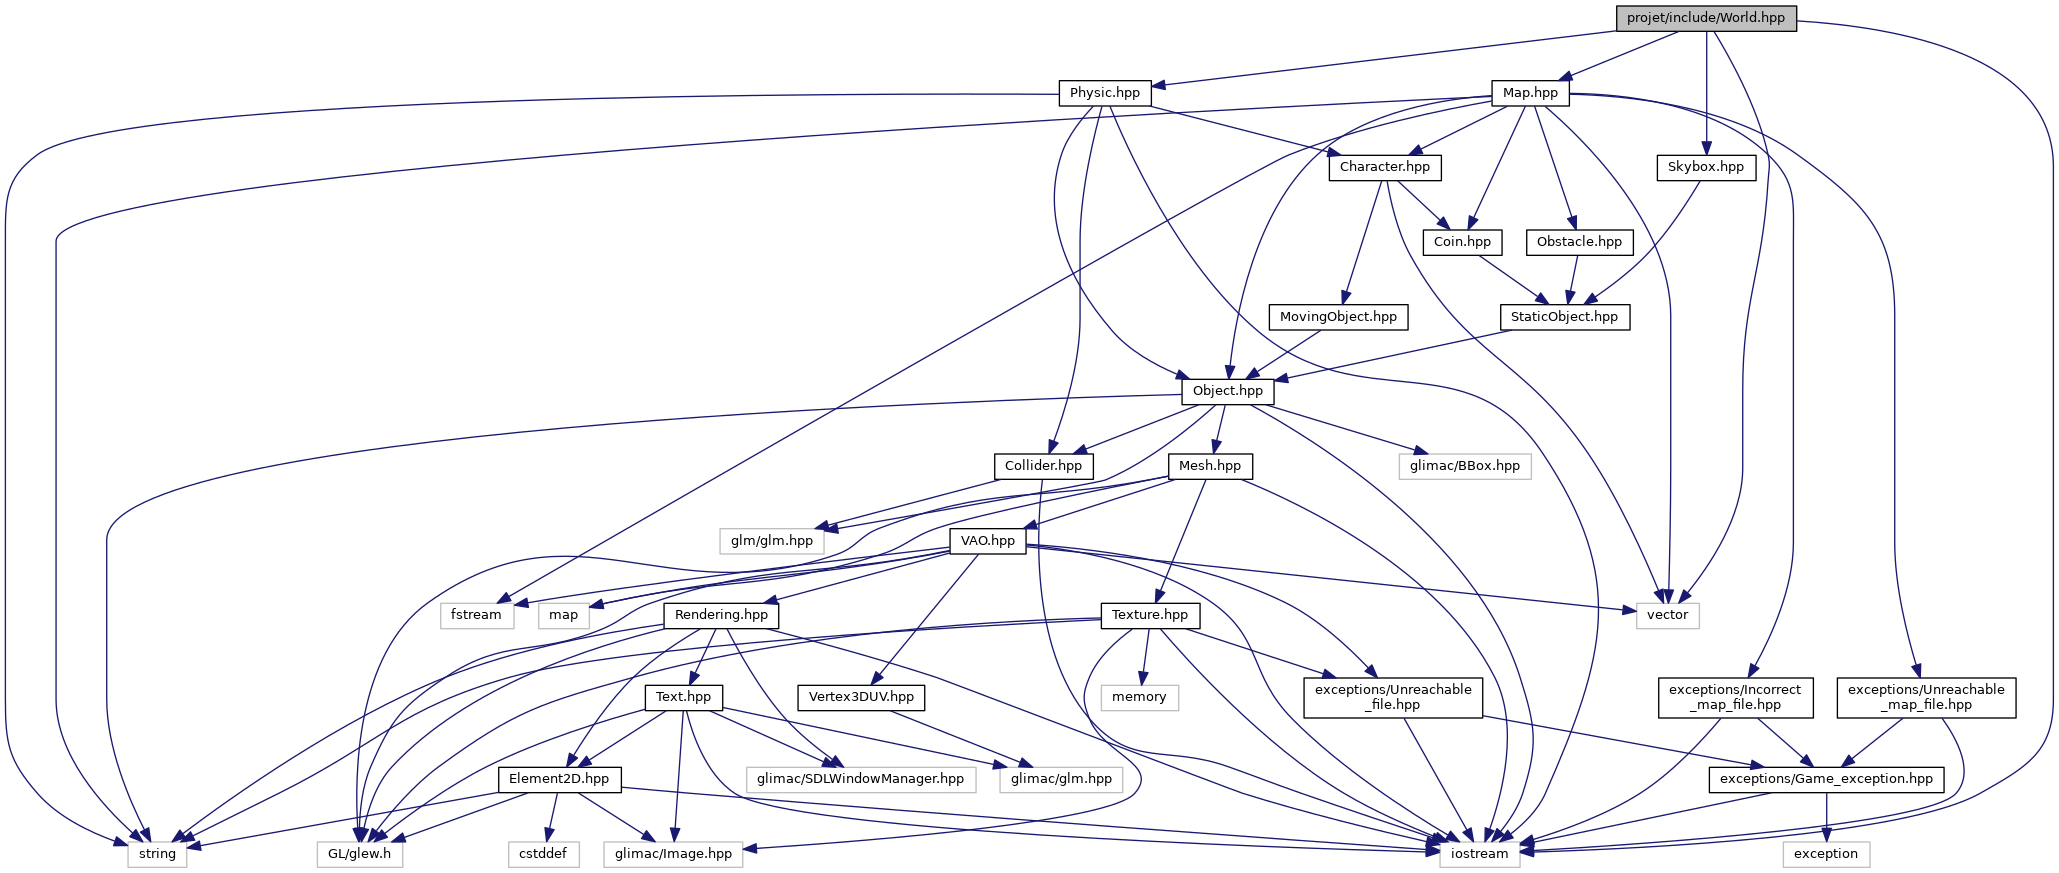 projet/include/World.hpp
Physic.hpp
Map.hpp
Character.hpp
Skybox.hpp
Coin.hpp
Obstacle.hpp
MovingObject.hpp
StaticObject.hpp
Object.hpp
Collider.hpp
Mesh.hpp
glimac/BBox.hpp
glm/glm.hpp
VAO.hpp
fstream
map
Rendering.hpp
Texture.hpp
vector
Text.hpp
Vertex3DUV.hpp
memory
exceptions/Unreachable
_file.hpp
exceptions/Incorrect
_map_file.hpp
exceptions/Unreachable
_map_file.hpp
Element2D.hpp
glimac/SDLWindowManager.hpp
glimac/glm.hpp
exceptions/Game_exception.hpp
string
GL/glew.h
cstddef
glimac/Image.hpp
iostream
exception